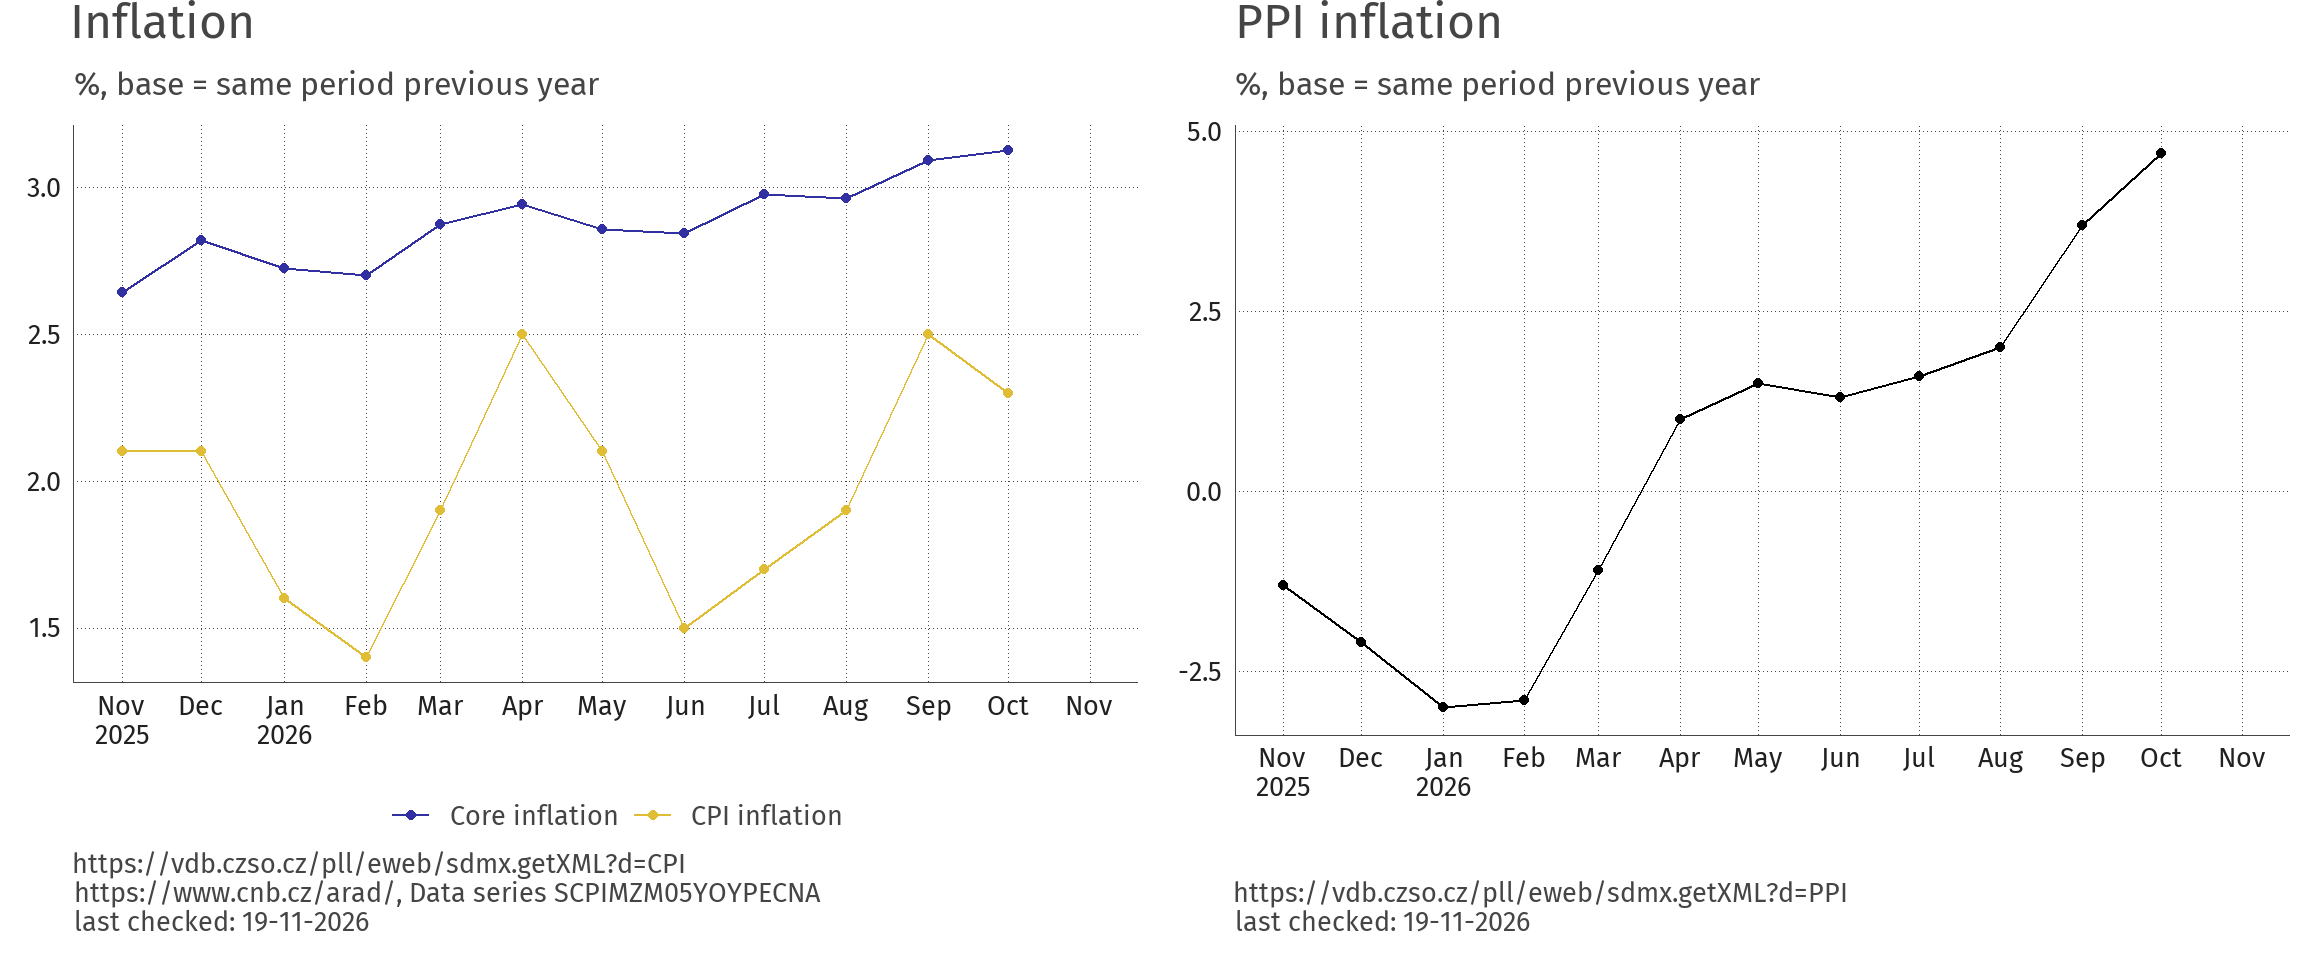 Inflation
%, base = same period previous year
3.0
2.5
2.0
1.5
Nov Dec Jan Feb Mar Apr May Jun Jul Aug Sep Oct Nov
2025 2026
Core inflation CPI inflation
https://vdb.czso.cz/pll/eweb/sdmx.getXML?d=CPI
https://www.cnb.cz/arad/, Data series SCPIMZM05YOYPECNA
last checked: 19-11-2026
PPI inflation
%, base = same period previous year
5.0
2.5
0.0
-2.5
Nov Dec Jan Feb Mar Apr May Jun Jul Aug Sep Oct Nov
2025 2026
https://vdb.czso.cz/pll/eweb/sdmx.getXML?d=PPI
last checked: 19-11-2026